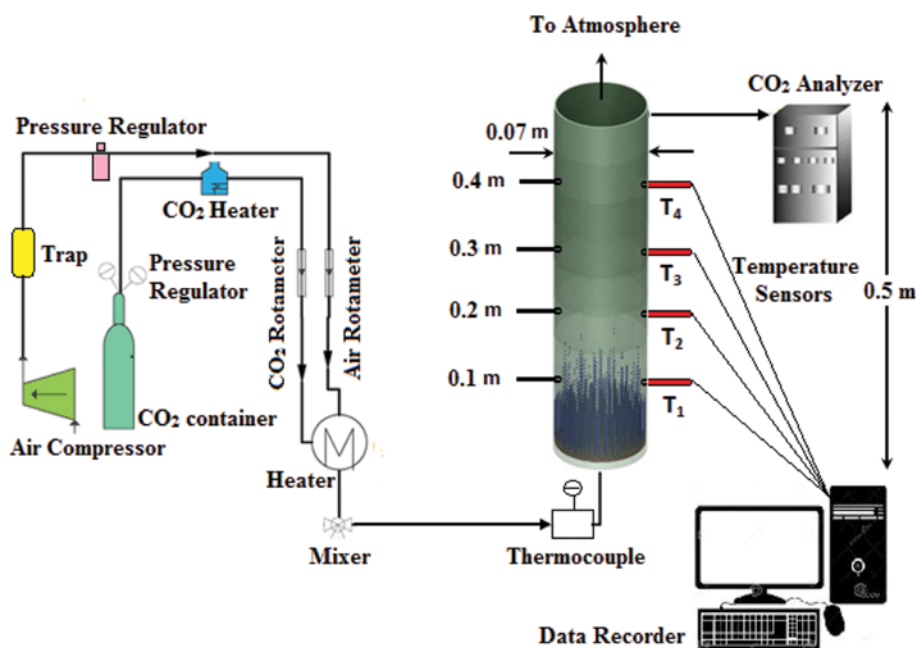 To Atmosphere
CO₂ Analyzer
Pressure Regulator
0.07 m
0.4 m
CO₂ Heater
T₄
Trap
Pressure
Regulator
0.3 m
T₃
Temperature
Sensors
0.5 m
CO₂ Rotameter
Air Rotameter
0.2 m
T₂
0.1 m
T₁
CO₂ container
Air Compressor
Heater
Mixer
Thermocouple
Data Recorder